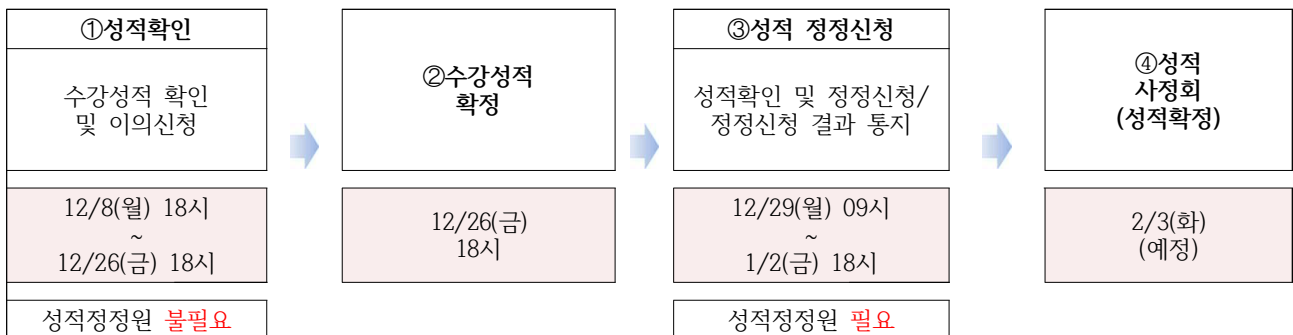 ①성적확인
수강성적 확인
및 이의신청
12/8(월) 18시
~
12/26(금) 18시
성적정정원 불필요
②수강성적
확정
12/26(금)
18시
③성적 정정신청
성적확인 및 정정신청/
정정신청 결과 통지
12/29(월) 09시
~
1/2(금) 18시
성적정정원 필요
④성적
사정회
(성적확정)
2/3(화)
(예정)